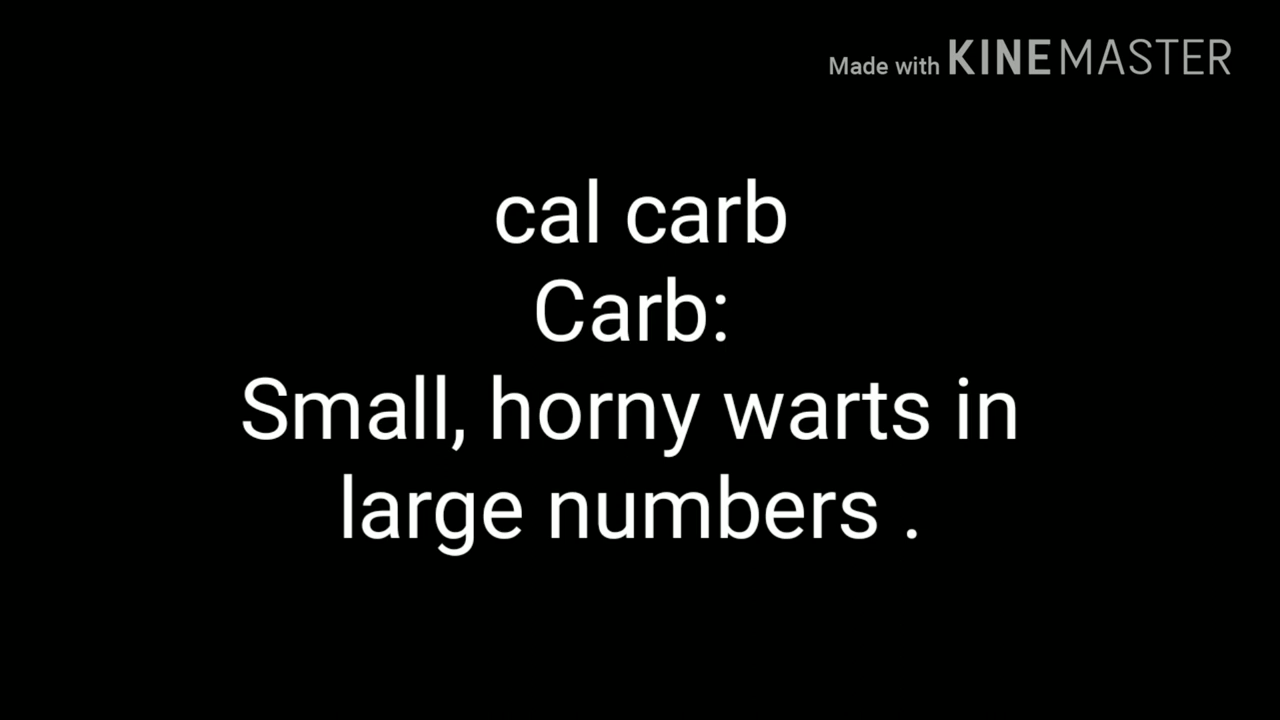 Made with KINEMASTER
cal carb
Carb:
Small, horny warts in
large numbers .